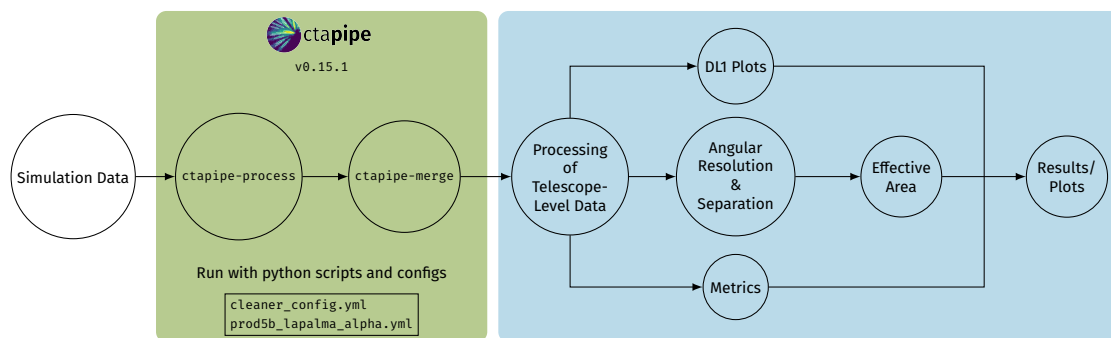 ctapipe
v0.15.1
Simulation Data
ctapipe-process
ctapipe-merge
Run with python scripts and configs
cleaner_config.yml
prod5b_lapalma_alpha.yml
Processing
of
Telescope-
Level Data
DL1 Plots
Angular
Resolution
&
Separation
Metrics
Effective
Area
Results/
Plots